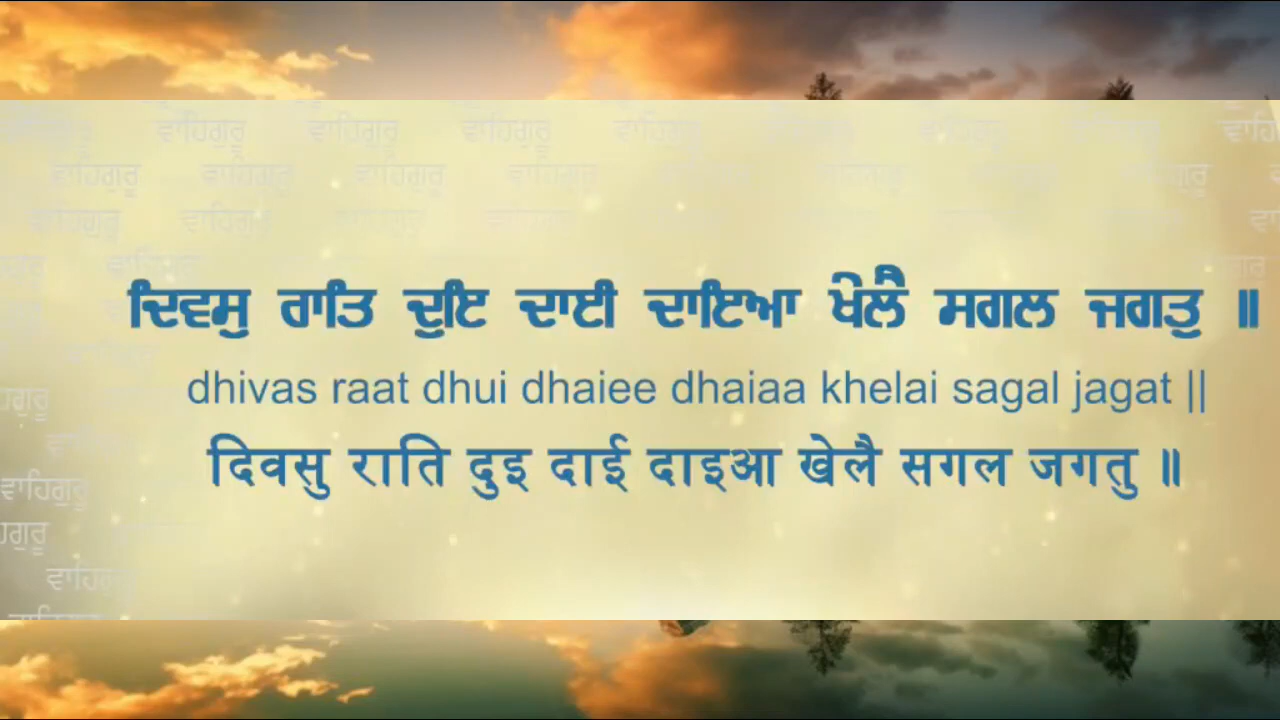 ਵਾਹਿਗੁਰੂ ਵਾਹਿਗੁਰੂ ਵਾਹਿਗੁਰੂ ਵਾਹਿਗੁਰੂ
ਵਾਹਿਗੁਰੂ ਵਾਹਿਗੁਰੂ ਵਾਹਿਗੁਰੂ ਵਾਹਿਗੁਰੂ
ਵਾਹਿਗੁਰੂ ਵਾਹਿਗੁਰੂ
ਦਿਵਸੁ ਰਾਤਿ ਦੁਇ ਦਾਈ ਦਾਇਆ ਖੇਲੈ ਸਗਲ ਜਗਤੁ ॥
dhivas raat dhui dhaiee dhaiaa khelai sagal jagat ||
दिवसु राति दुइ दाई दाइआ खेलै सगल जगतु ॥
ਵਾਹਿਗੁਰੂ